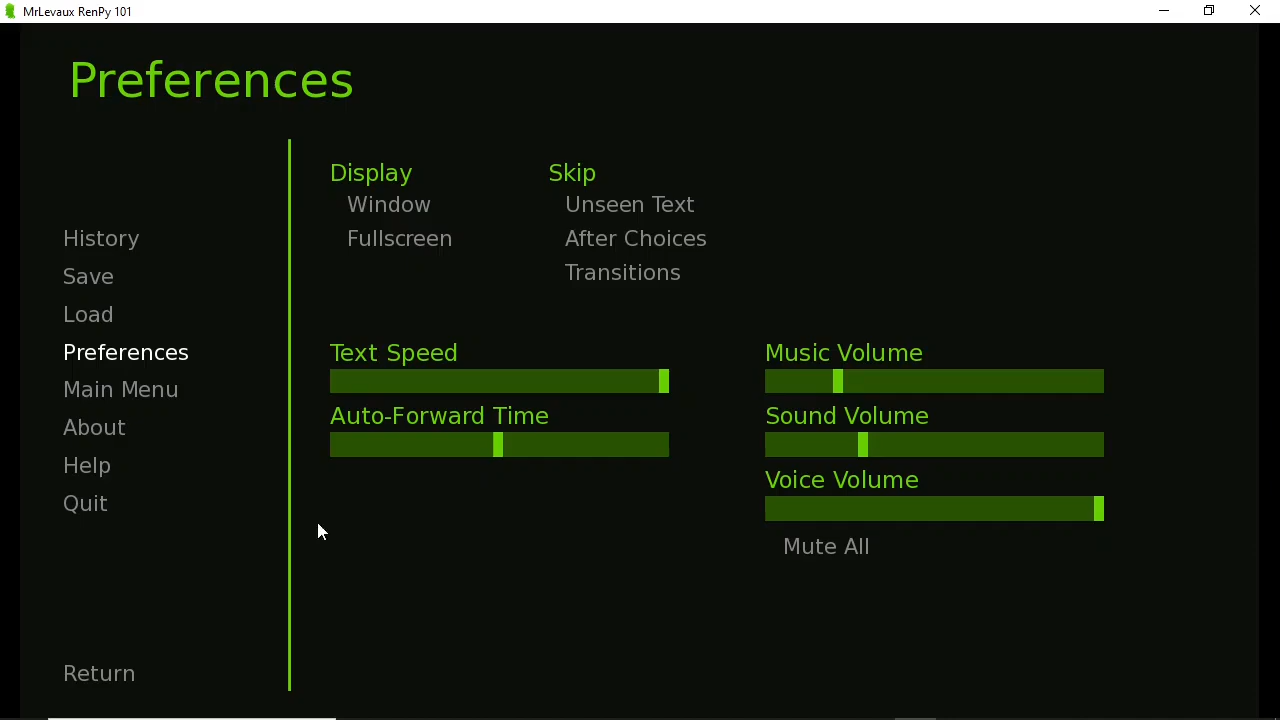 MrLevaux RenPy 101
Preferences
History
Save
Load
Preferences
Main Menu
About
Help
Quit
Return
Display
Window
Fullscreen
Skip
Unseen Text
After Choices
Transitions
Text Speed
Auto-Forward Time
Music Volume
Sound Volume
Voice Volume
Mute All